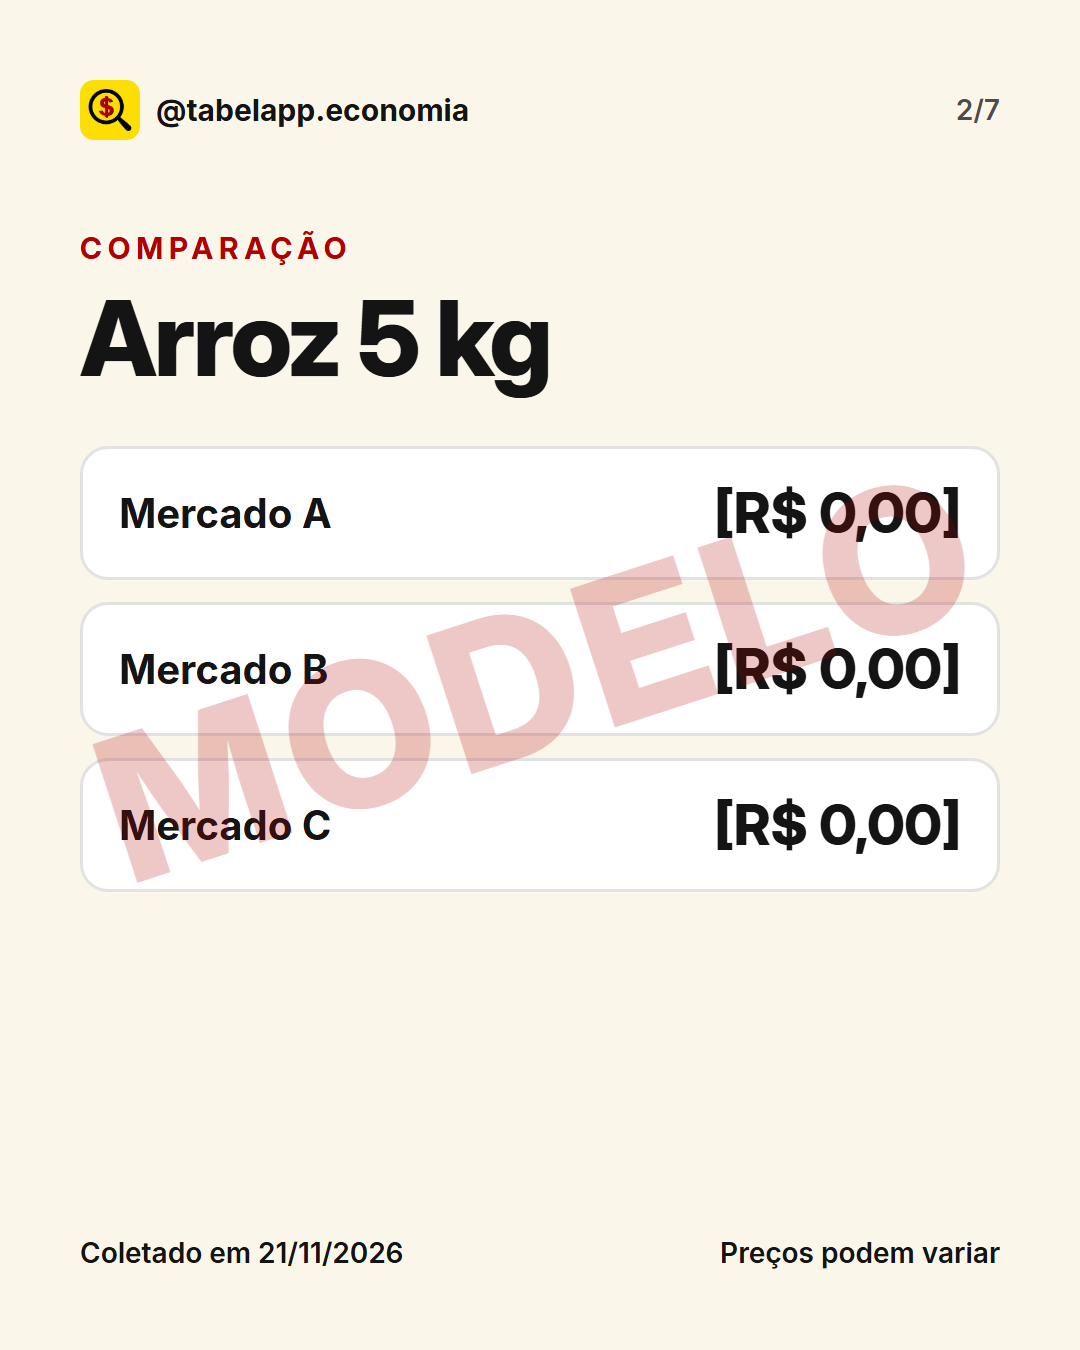 @tabelapp.economia
2/7
COMPARAÇÃO
Arroz 5 kg
Mercado A [R$ 0,00]
Mercado B [R$ 0,00]
Mercado C [R$ 0,00]
MODELO
Coletado em 21/11/2026
Preços podem variar